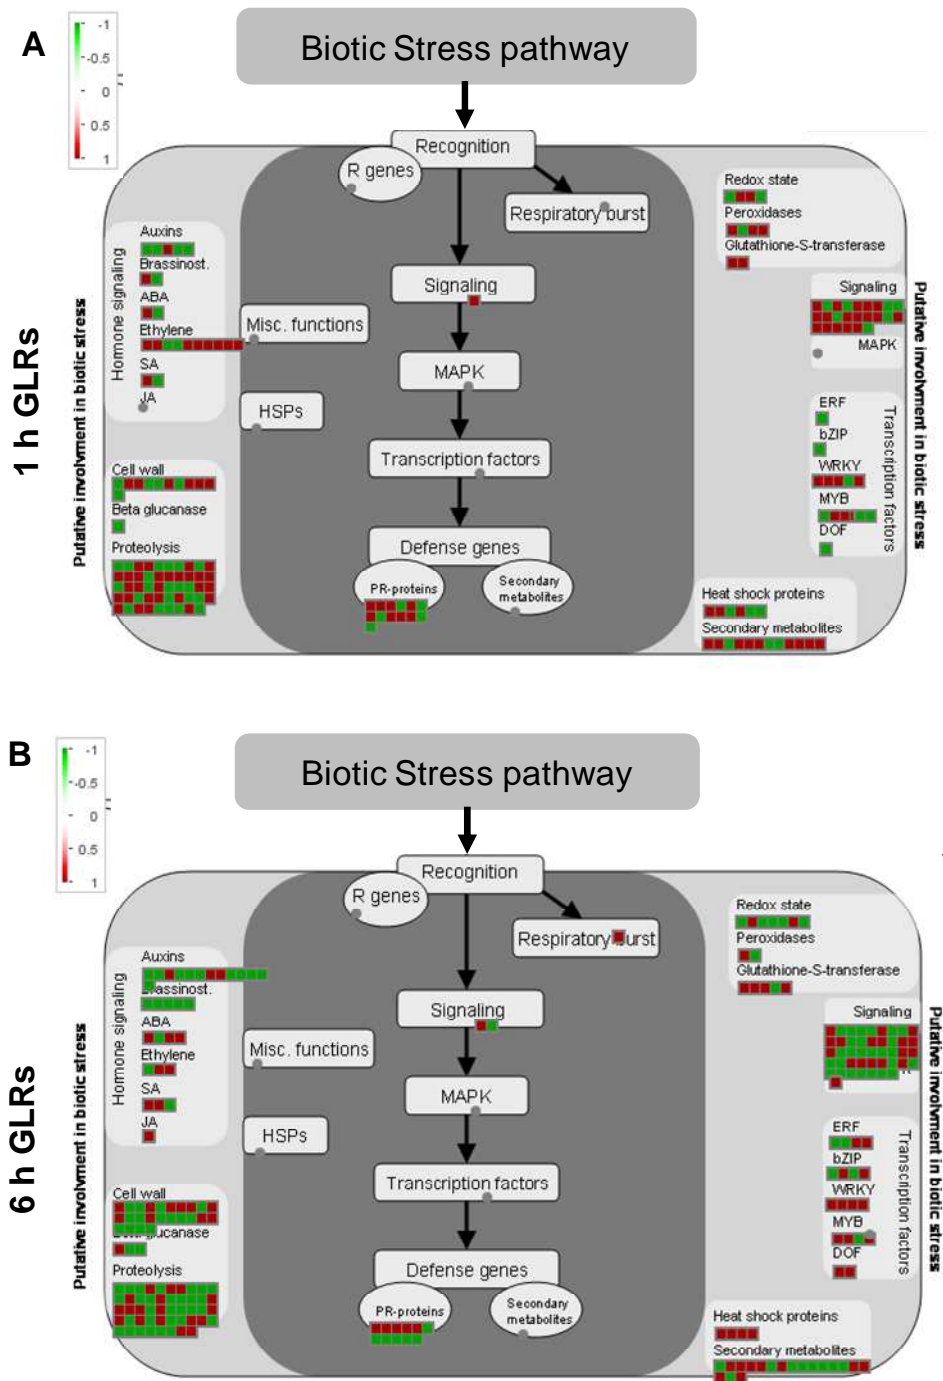 A
-1
-0.5
0
0.5
1
Biotic Stress pathway
Recognition
R genes
Respiratory burst
Redox state
Peroxidases
Glutathione-S-transferase
Hormone signaling
Auxins
Brassinost.
ABA
Ethylene
SA
JA
Misc. functions
HSPs
Signaling
MAPK
Transcription factors
Defense genes
PR-proteins
Secondary
metabolites
Signaling
MAPK
ERF
bZIP
WRKY
MYB
DOF
Transcription factors
Cell wall
Beta glucanase
Proteolysis
Heat shock proteins
Secondary metabolites
Putative involvment in biotic stress
Putative involvment in biotic stress
1 h GLRs
B
-1
-0.5
0
0.5
1
Biotic Stress pathway
Recognition
R genes
Respiratory burst
Redox state
Peroxidases
Glutathione-S-transferase
Hormone signaling
Auxins
Brassinost.
ABA
Ethylene
SA
JA
Misc. functions
HSPs
Signaling
MAPK
Transcription factors
Defense genes
PR-proteins
Secondary
metabolites
Signaling
ERF
bZIP
WRKY
MYB
DOF
Transcription factors
Cell wall
Beta glucanase
Proteolysis
Heat shock proteins
Secondary metabolites
Putative involvment in biotic stress
Putative involvment in biotic stress
6 h GLRs